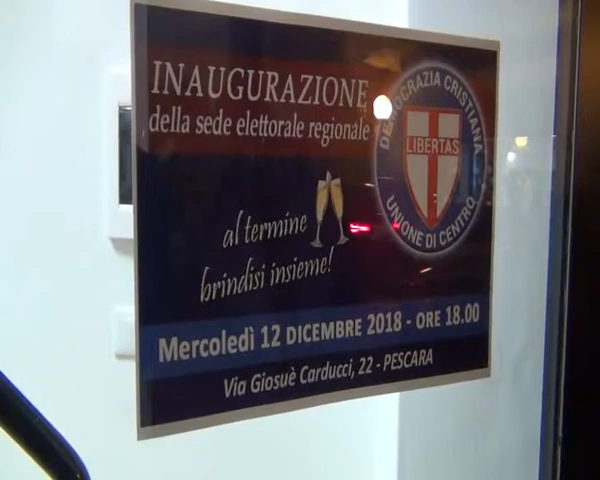 INAUGURAZIONE
della sede elettorale regionale
DEMOCRAZIA CRISTIANA
LIBERTAS
UNIONE DI CENTRO
al termine
brindisi insieme!
Mercoledì 12 DICEMBRE 2018 - ORE 18.00
Via Giosuè Carducci, 22 - PESCARA